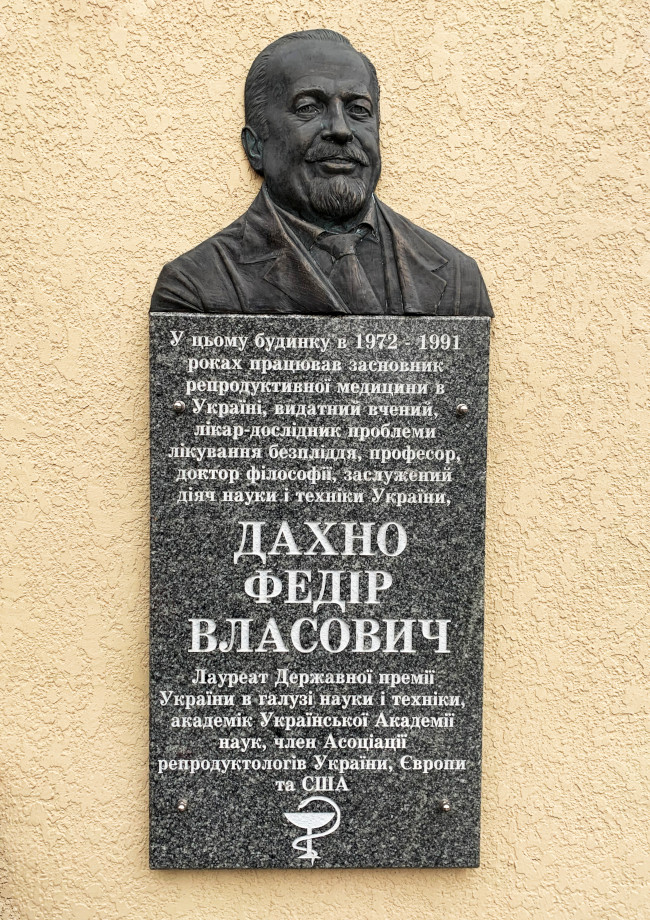 У цьому будинку в 1972 - 1991
роках працював засновник
репродуктивної медицини в
Україні, видатний вчений,
лікар-дослідник проблеми
лікування безпліддя, професор,
доктор філософії, заслужений
діяч науки і техніки України,
ДАХНО
ФЕДІР
ВЛАСОВИЧ
Лауреат Державної премії
України в галузі науки і техніки,
академік Української Академії
наук, член Асоціації
репродуктологів України, Європи
та США